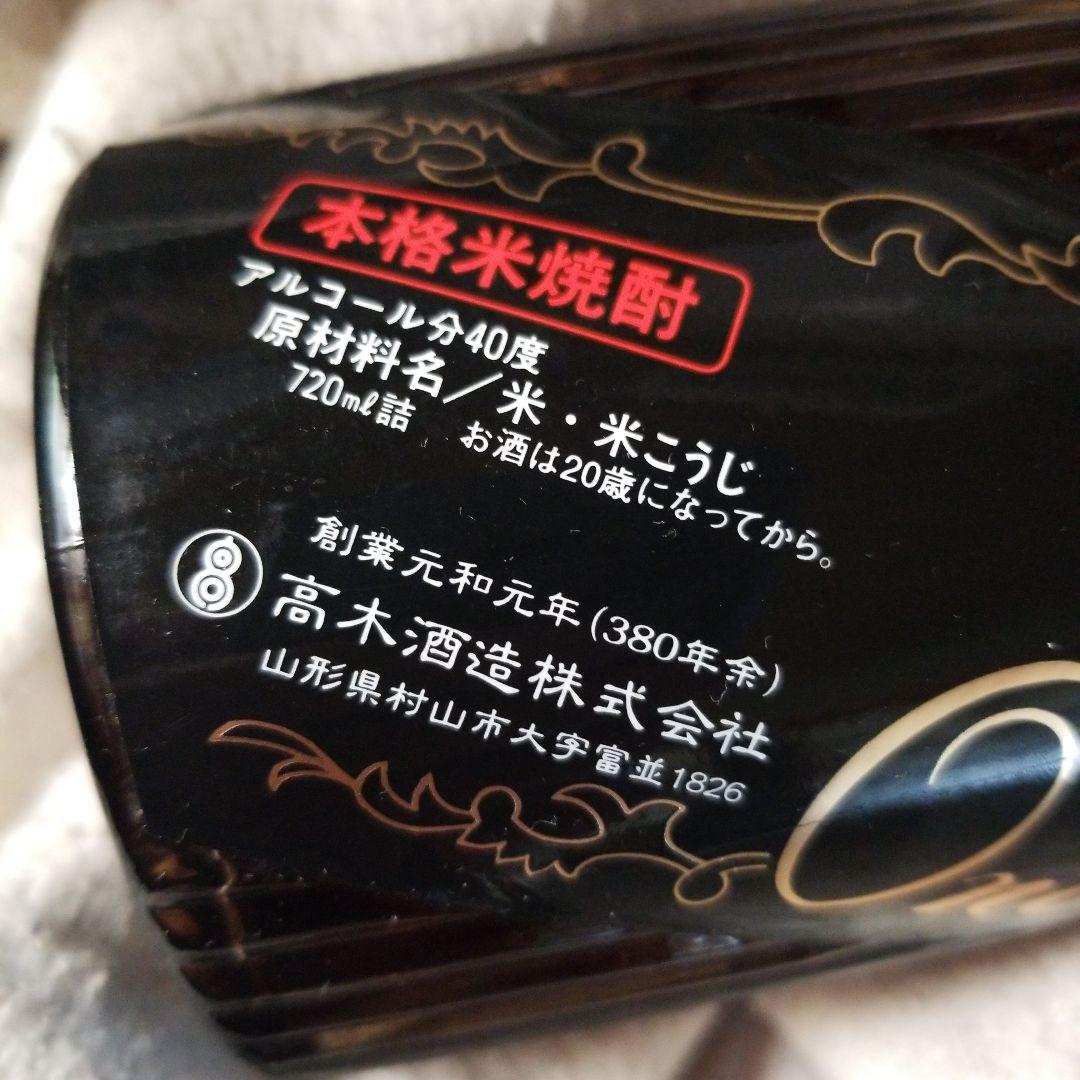 本格米焼酎
アルコール分40度
原材料名／米・米こうじ
720㎖詰 お酒は20歳になってから。
創業元和元年(380年余)
高木酒造株式会社
山形県村山市大字富並1826